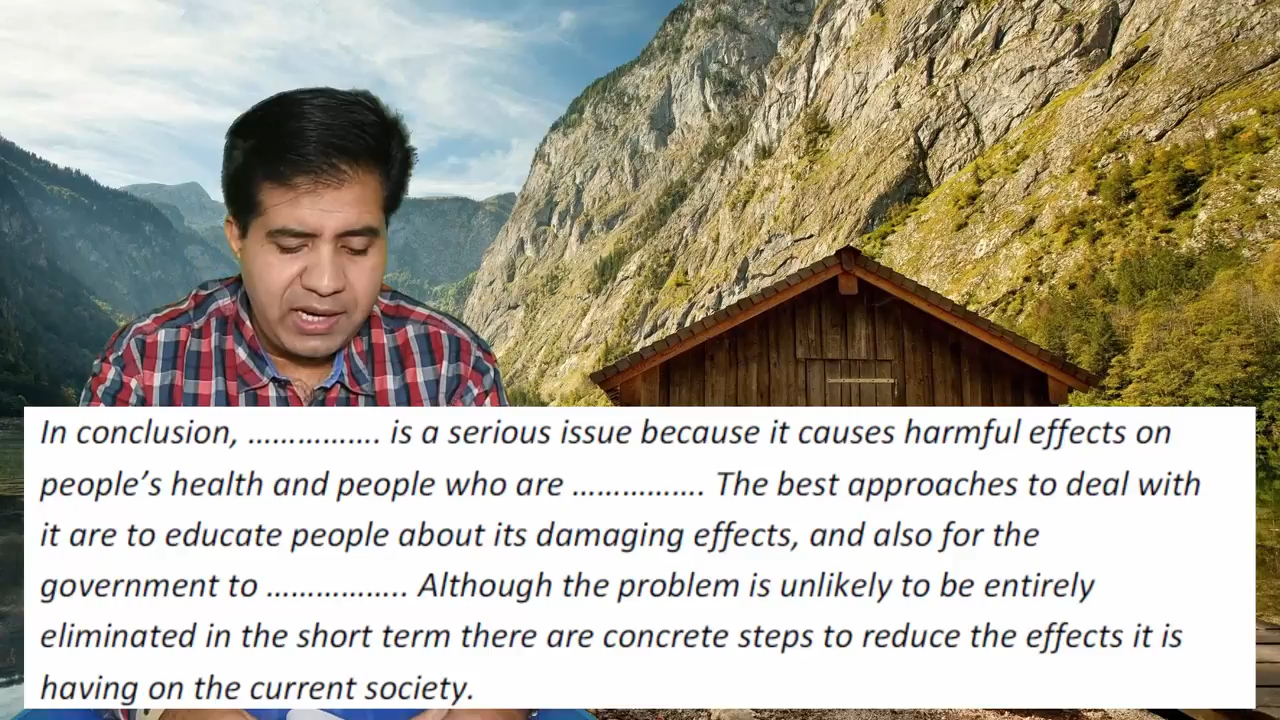 In conclusion, ……………. is a serious issue because it causes harmful effects on
people’s health and people who are ……………. The best approaches to deal with
it are to educate people about its damaging effects, and also for the
government to …………….. Although the problem is unlikely to be entirely
eliminated in the short term there are concrete steps to reduce the effects it is
having on the current society.